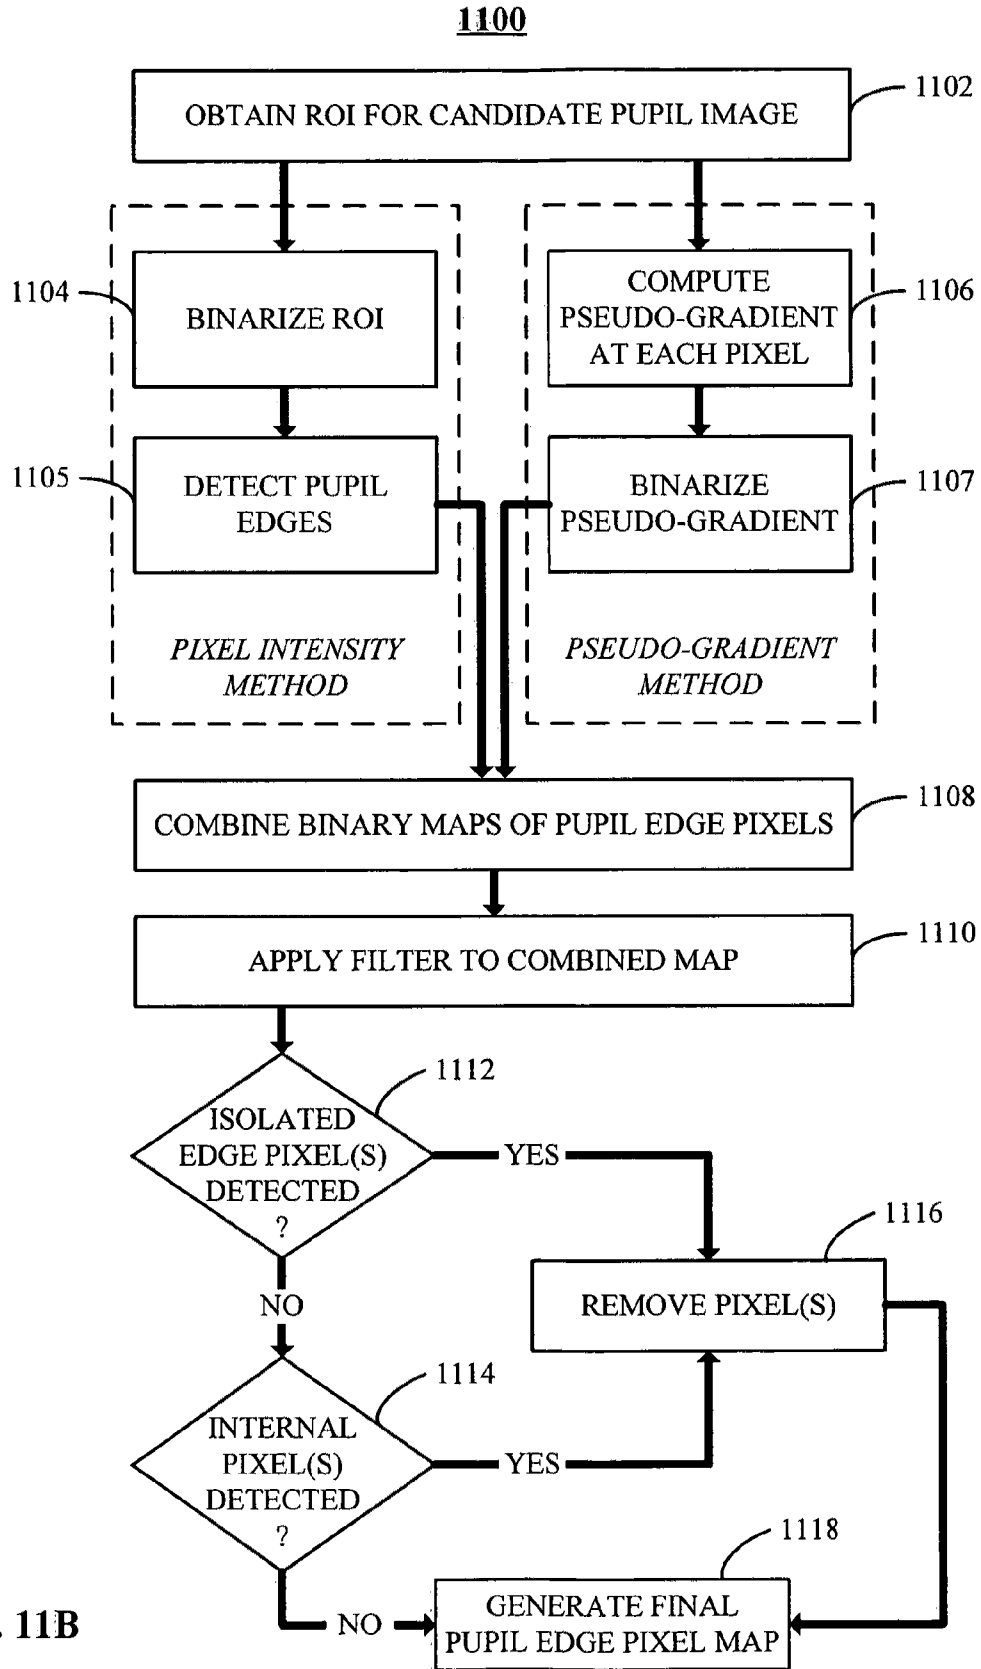 1100
OBTAIN ROI FOR CANDIDATE PUPIL IMAGE
1102
1104
BINARIZE ROI
COMPUTE
PSEUDO-GRADIENT
AT EACH PIXEL
1106
1105
DETECT PUPIL
EDGES
BINARIZE
PSEUDO-GRADIENT
1107
PIXEL INTENSITY
METHOD
PSEUDO-GRADIENT
METHOD
COMBINE BINARY MAPS OF PUPIL EDGE PIXELS
1108
APPLY FILTER TO COMBINED MAP
1110
ISOLATED
EDGE PIXEL(S)
DETECTED
?
1112
YES
NO
REMOVE PIXEL(S)
1116
INTERNAL
PIXEL(S)
DETECTED
?
1114
YES
NO
GENERATE FINAL
PUPIL EDGE PIXEL MAP
1118
. 11B